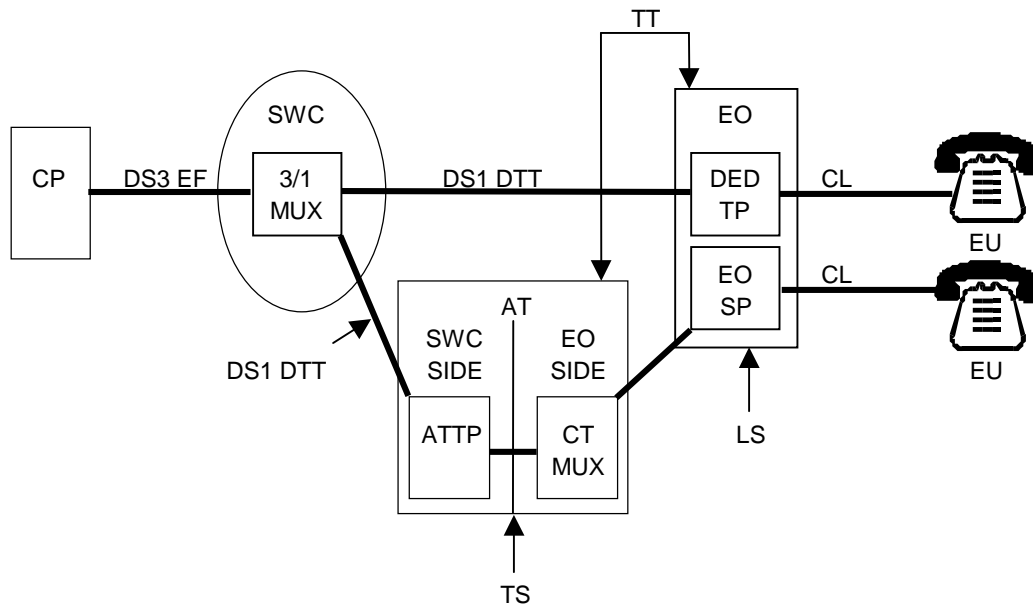 TT
SWC
EO
CP
DS3 EF
3/1
MUX
DS1 DTT
DED
TP
CL
EU
EO
SP
CL
EU
AT
SWC
SIDE
EO
SIDE
DS1 DTT
ATTP
CT
MUX
LS
TS